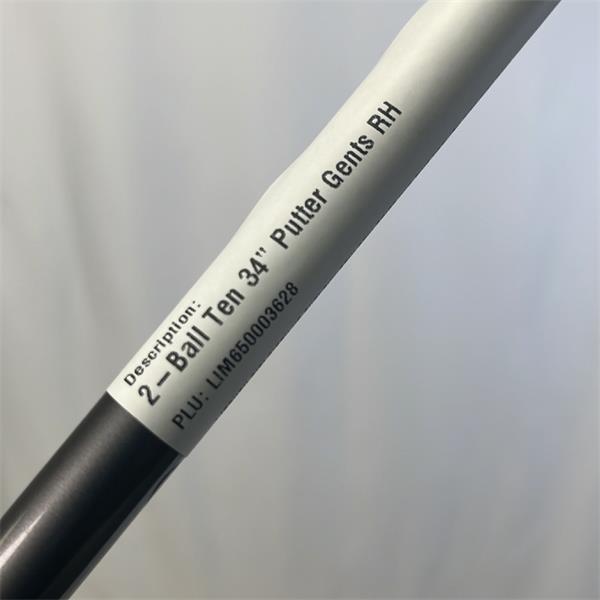 Description:
2-Ball Ten 34" Putter Gents RH
PLU: LIM650003628